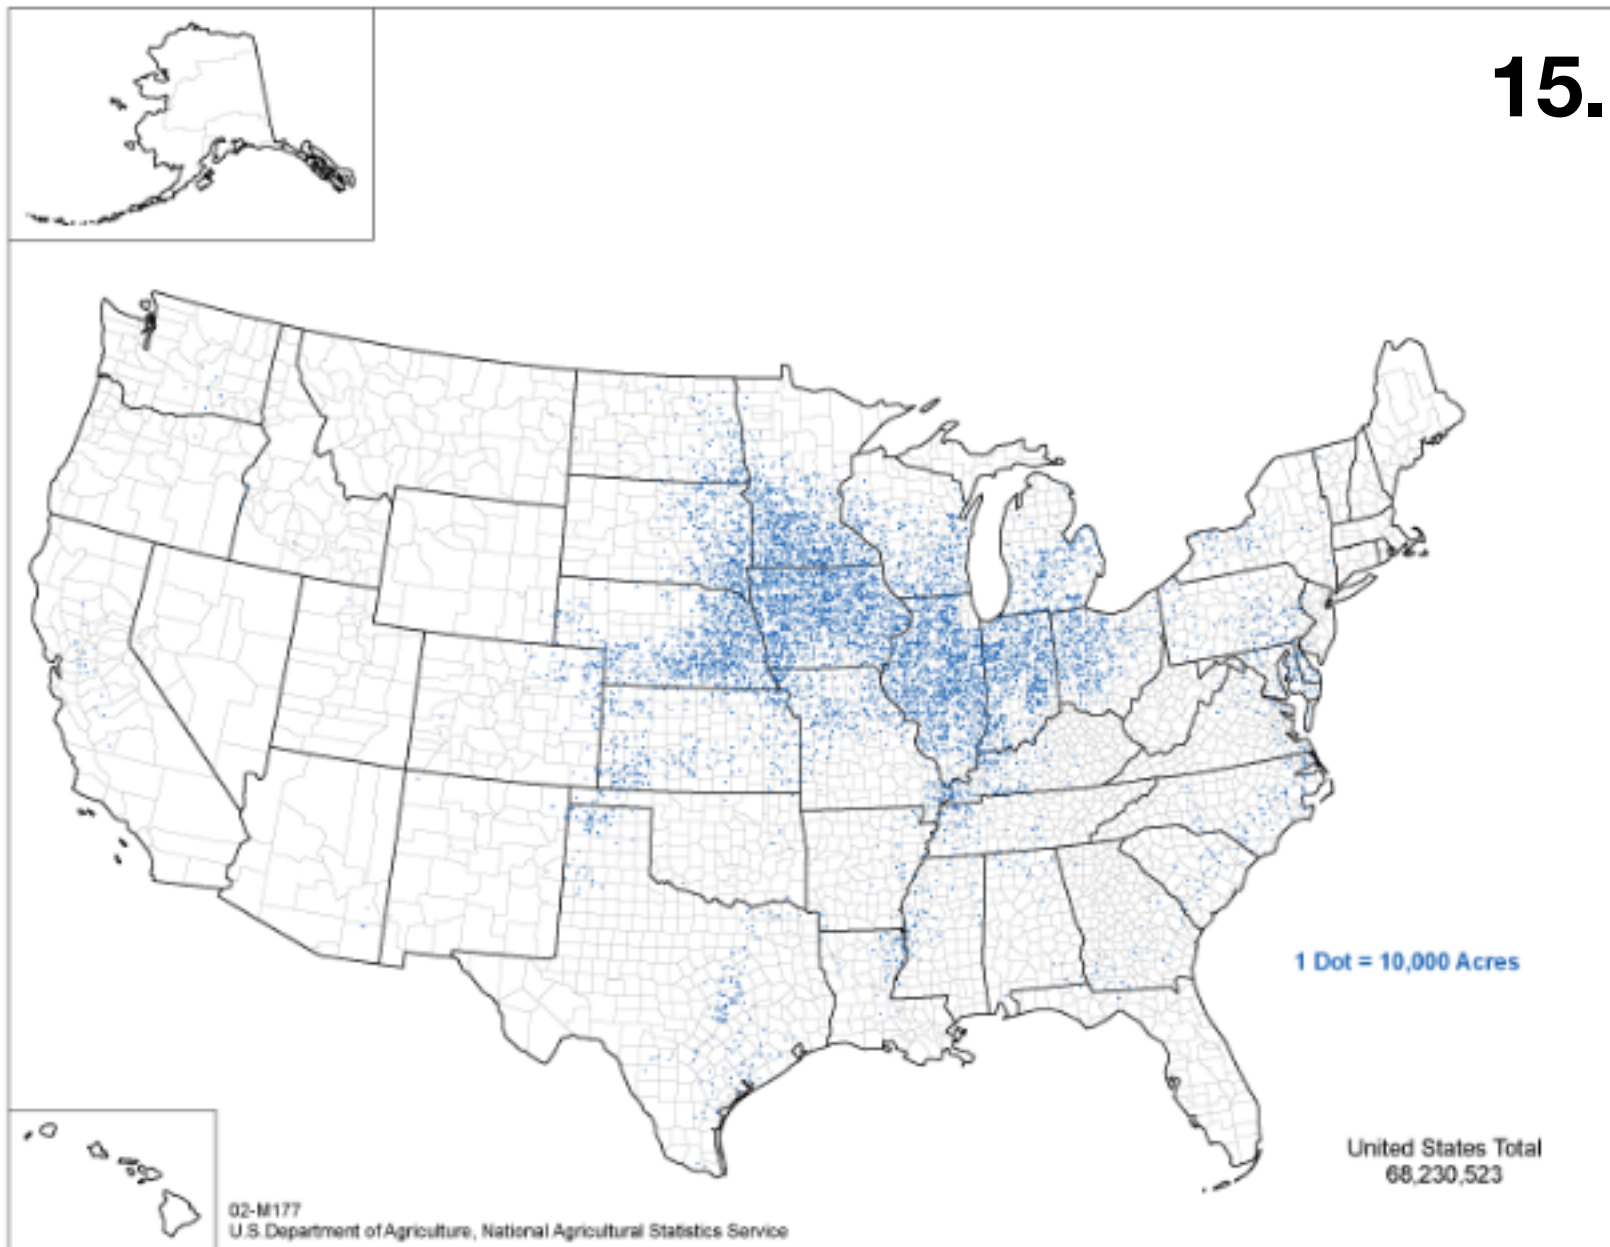 15.
1 Dot = 10,000 Acres
United States Total
68,230,523
02-M177
U.S. Department of Agriculture, National Agricultural Statistics Service